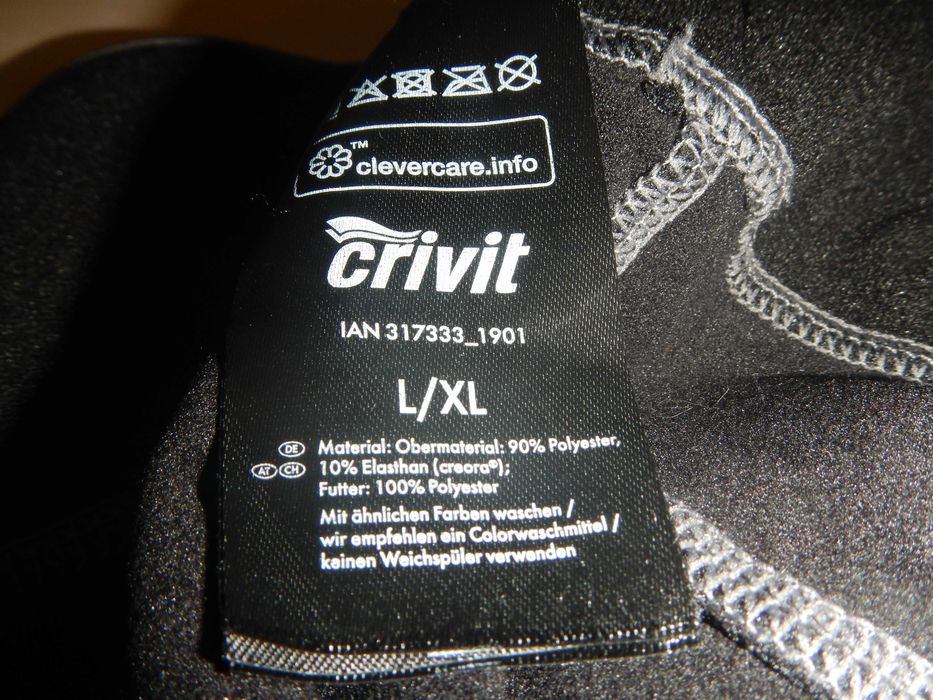 ™
clevercare.info
crivit
IAN 317333_1901
L/XL
DE Material: Obermaterial: 90% Polyester,
AT CH 10% Elasthan (creora®);
Futter: 100% Polyester
Mit ähnlichen Farben waschen /
wir empfehlen ein Colorwaschmittel /
keinen Weichspüler verwenden